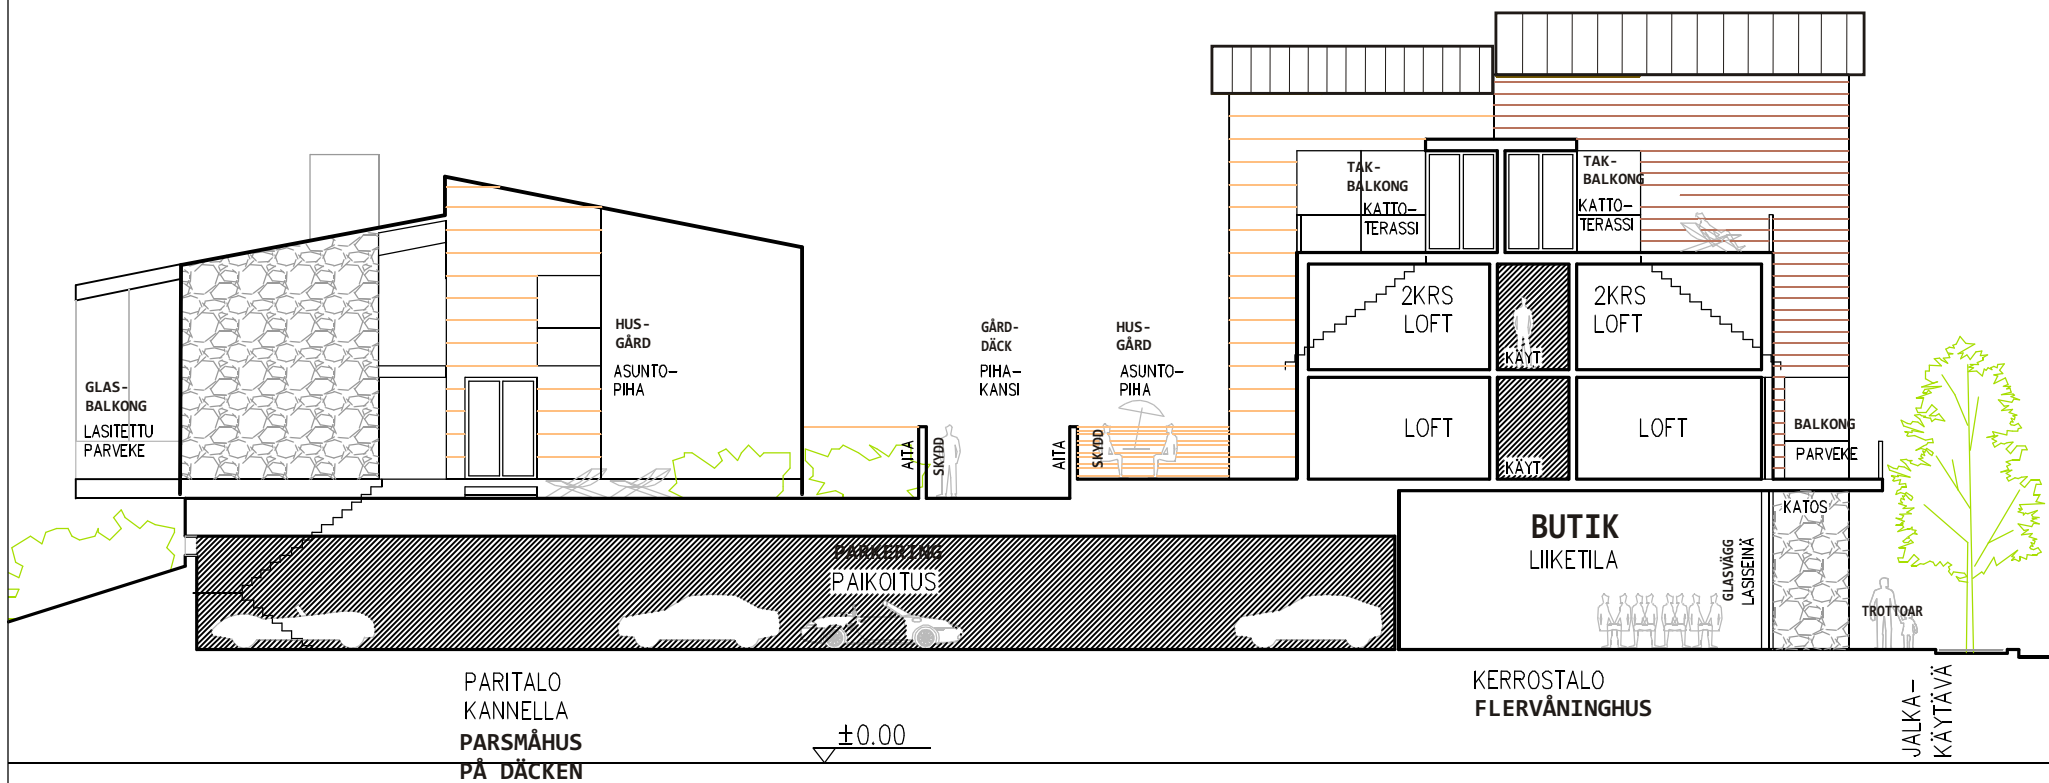 TAK-
BALKONG
KATTO-
TERASSI
TAK-
BALKONG
KATTO-
TERASSI
2KRS
LOFT
KÄYT
2KRS
LOFT
HUS-
GÅRD
ASUNTO-
PIHA
GÅRD-
DÄCK
PIHA-
KANSI
HUS-
GÅRD
ASUNTO-
PIHA
GLAS-
BALKONG
LASITETTU
PARVEKE
AITA
SKYDD
AITA
SKYDD
LOFT
KÄYT
LOFT
BALKONG
PARVEKE
KATOS
PARKERING
PAIKOITUS
BUTIK
LIIKETILA
GLASVÄGG
LASISEINÄ
TROTTOAR
PARITALO
KANNELLA
PARSMÅHUS
PÅ DÄCKEN
±0.00
KERROSTALO
FLERVÅNINGHUS
JALKA-
KÄYTÄVÄ